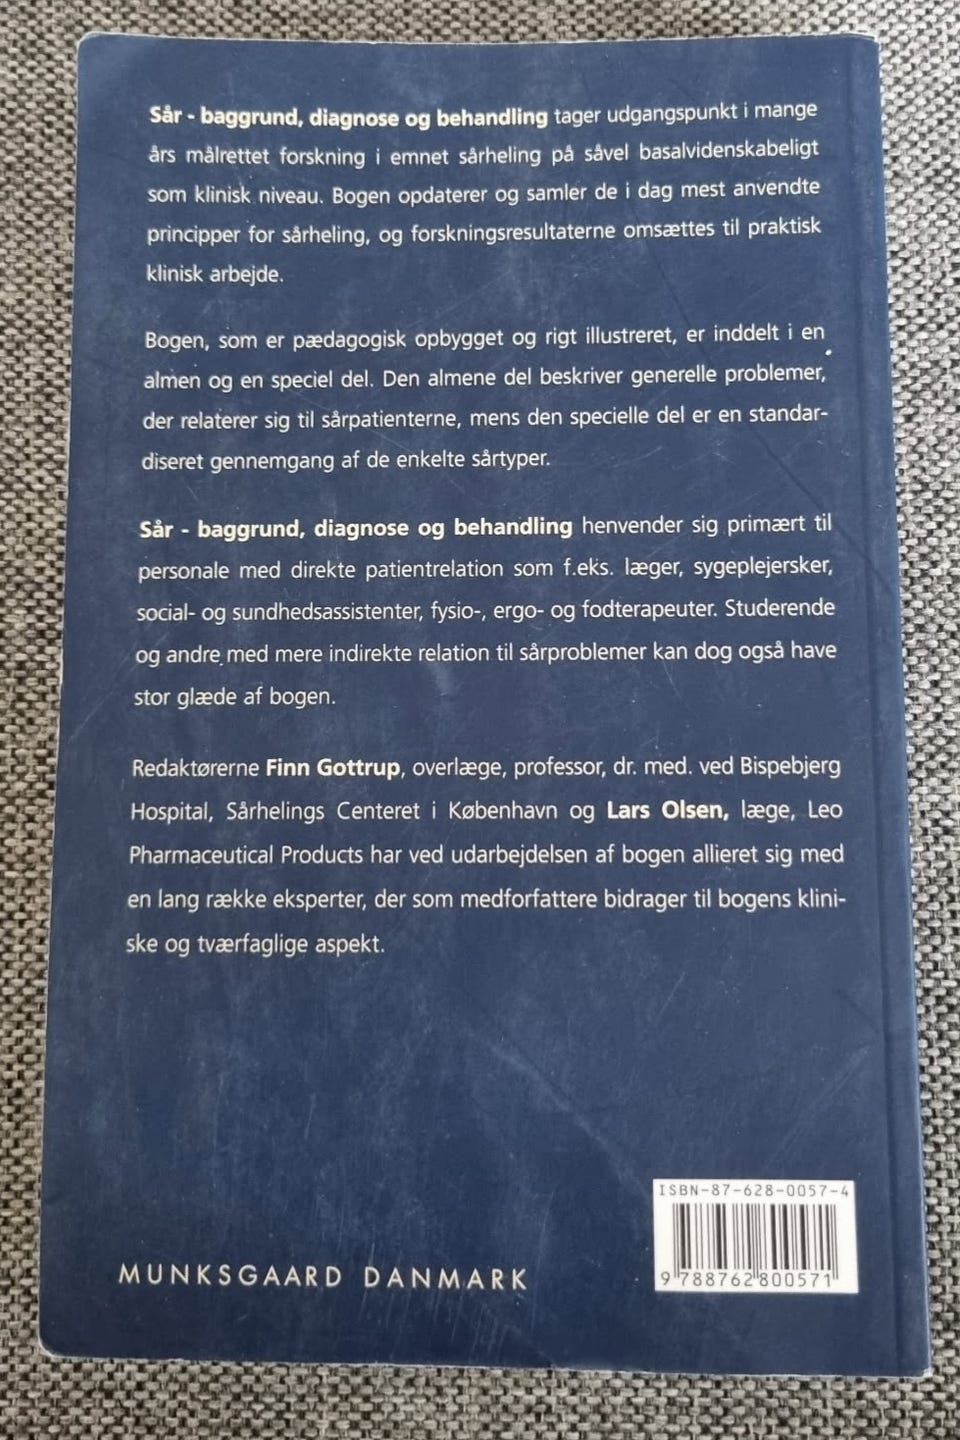 Sår - baggrund, diagnose og behandling tager udgangspunkt i mange
års målrettet forskning i emnet sårheling på såvel basalvidenskabeligt
som klinisk niveau. Bogen opdaterer og samler de i dag mest anvendte
principper for sårheling, og forskningsresultaterne omsættes til praktisk
klinisk arbejde.
Bogen, som er pædagogisk opbygget og rigt illustreret, er inddelt i en
almen og en speciel del. Den almene del beskriver generelle problemer,
der relaterer sig til sårpatienterne, mens den specielle del er en standar-
diseret gennemgang af de enkelte sårtyper.
Sår - baggrund, diagnose og behandling henvender sig primært til
personale med direkte patientrelation som f.eks. læger, sygeplejersker,
social- og sundhedsassistenter, fysio-, ergo- og fodterapeuter. Studerende
og andre med mere indirekte relation til sårproblemer kan dog også have
stor glæde af bogen.
Redaktørerne Finn Gottrup, overlæge, professor, dr. med. ved Bispebjerg
Hospital, Sårhelings Centeret i København og Lars Olsen, læge, Leo
Pharmaceutical Products har ved udarbejdelsen af bogen allieret sig med
en lang række eksperter, der som medforfattere bidrager til bogens klini-
ske og tværfaglige aspekt.
ISBN-87-628-0057-4
9 788762 800571
MUNKSGAARD DANMARK